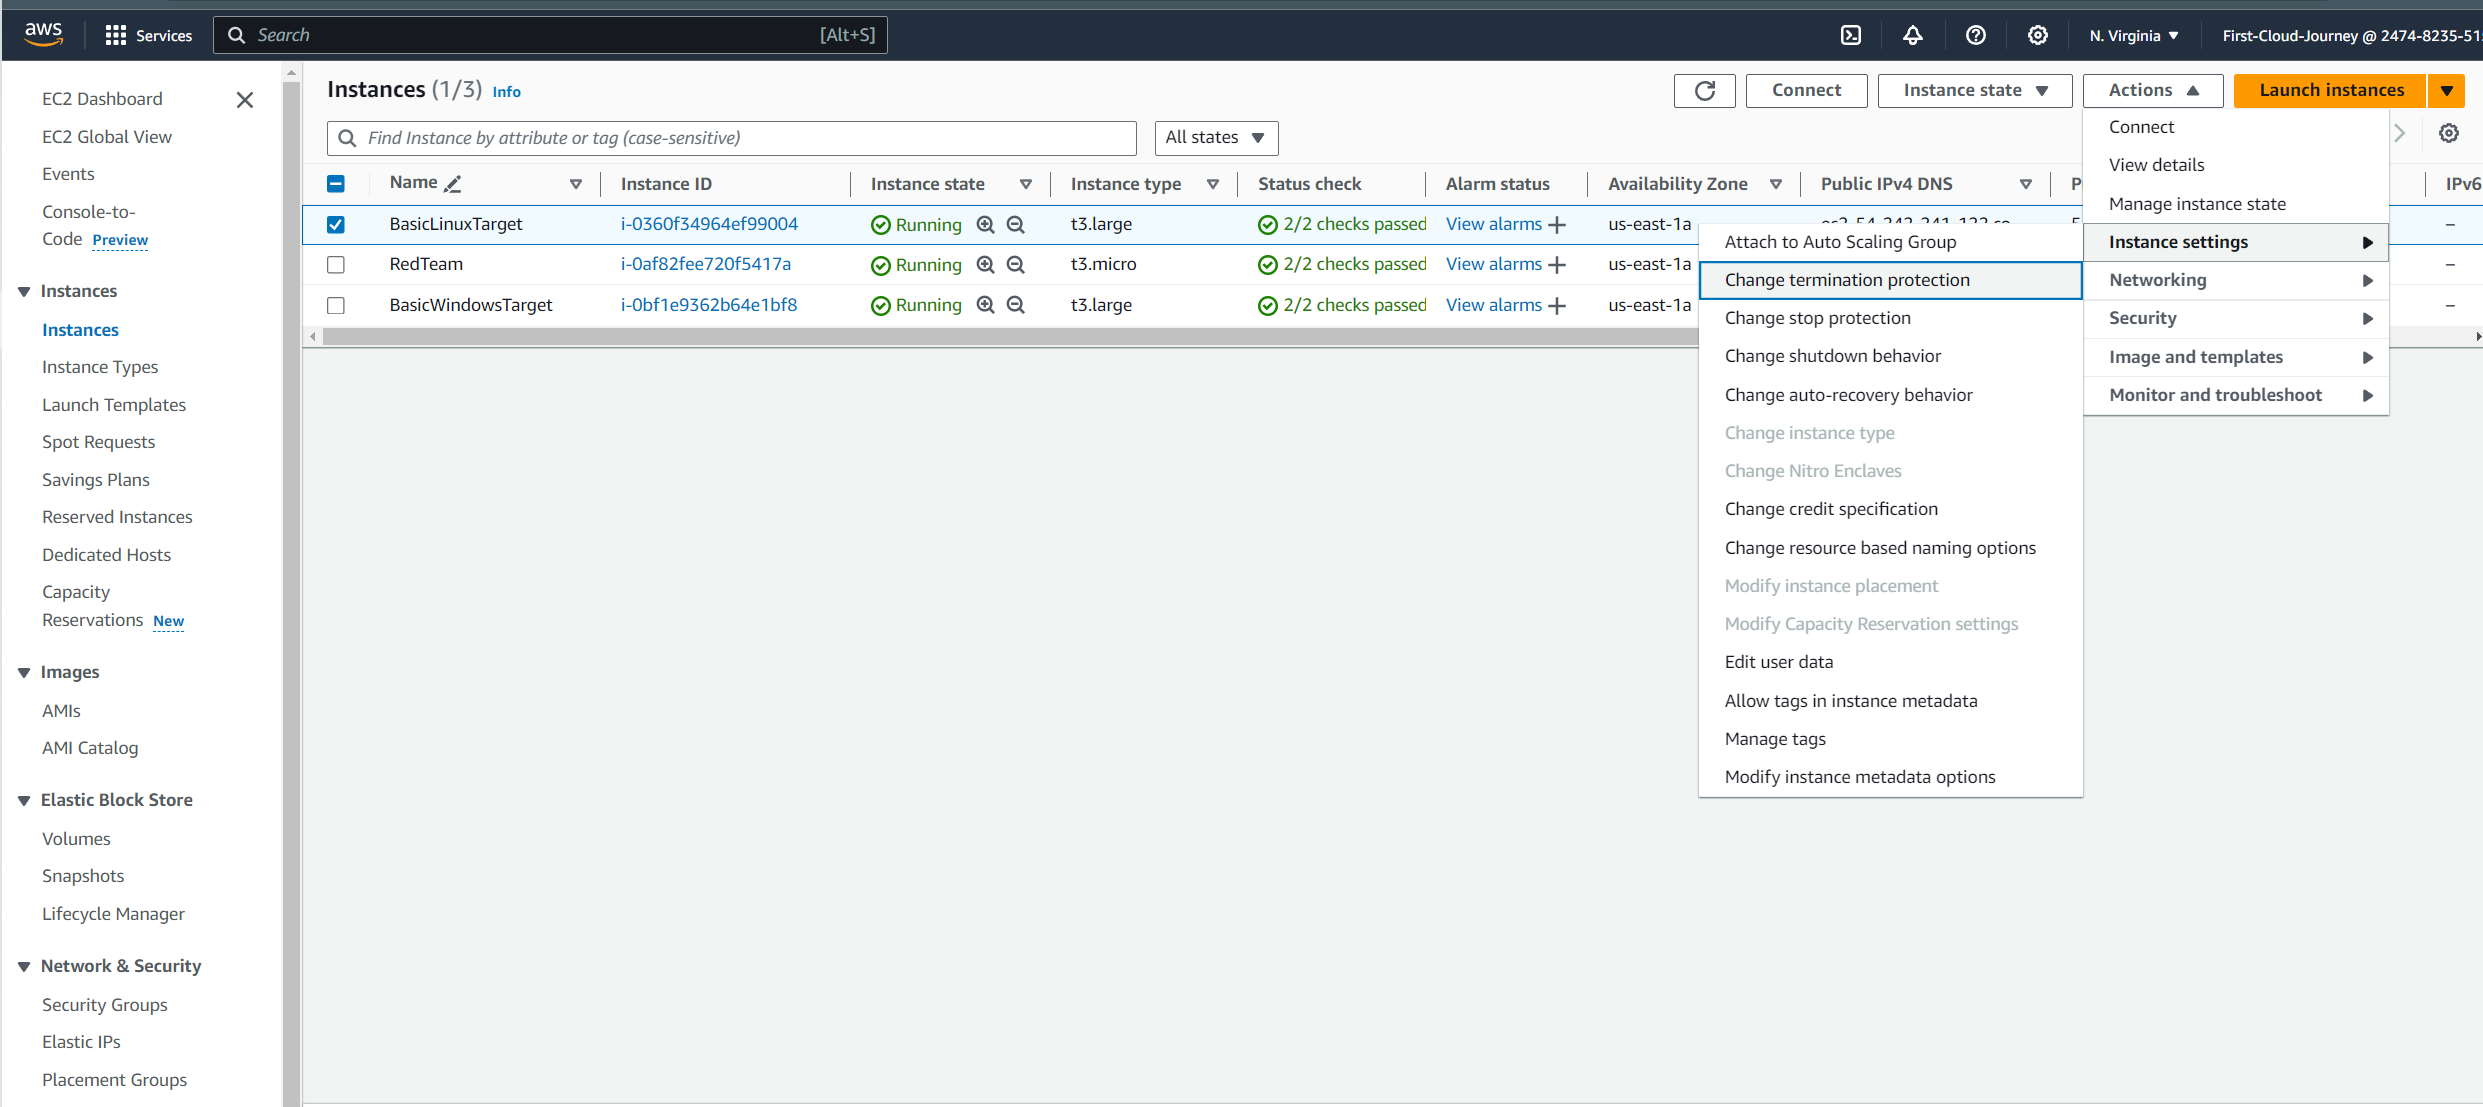 aws
Services
Search
[Alt+S]
N. Virginia
First-Cloud-Journey @ 2474-8235-51
EC2 Dashboard
EC2 Global View
Events
Console-to-
Code Preview
Instances
Instances
Instance Types
Launch Templates
Spot Requests
Savings Plans
Reserved Instances
Dedicated Hosts
Capacity
Reservations New
Images
AMIs
AMI Catalog
Elastic Block Store
Volumes
Snapshots
Lifecycle Manager
Network & Security
Security Groups
Elastic IPs
Placement Groups
Instances (1/3) Info
Connect
Instance state
Actions
Launch instances
Find Instance by attribute or tag (case-sensitive)
All states
Name Instance ID Instance state Instance type Status check Alarm status Availability Zone Public IPv4 DNS IPv6
BasicLinuxTarget i-0360f34964ef99004 Running t3.large 2/2 checks passed View alarms + us-east-1a –
RedTeam i-0af82fee720f5417a Running t3.micro 2/2 checks passed View alarms + us-east-1a –
BasicWindowsTarget i-0bf1e9362b64e1bf8 Running t3.large 2/2 checks passed View alarms + us-east-1a –
Connect
View details
Manage instance state
Instance settings
Networking
Security
Image and templates
Monitor and troubleshoot
Attach to Auto Scaling Group
Change termination protection
Change stop protection
Change shutdown behavior
Change auto-recovery behavior
Change instance type
Change Nitro Enclaves
Change credit specification
Change resource based naming options
Modify instance placement
Modify Capacity Reservation settings
Edit user data
Allow tags in instance metadata
Manage tags
Modify instance metadata options